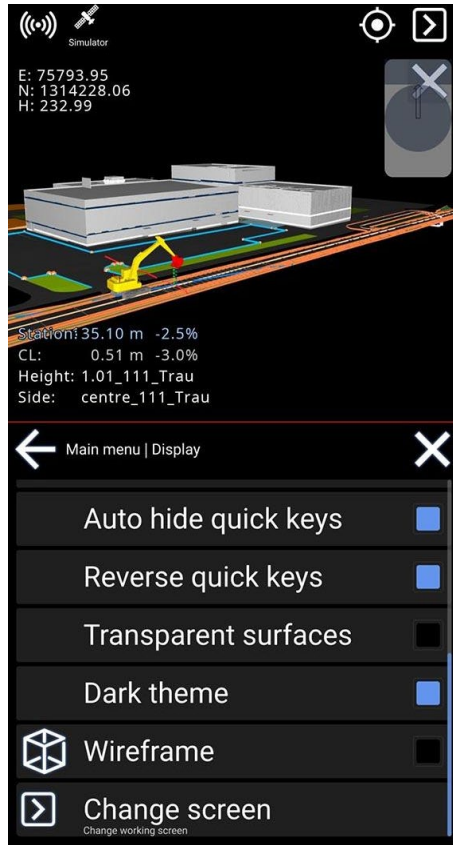 Simulator
E: 75793.95
N: 1314228.06
H: 232.99
Station: 35.10 m -2.5%
CL: 0.51 m -3.0%
Height: 1.01_111_Trau
Side: centre_111_Trau
Main menu | Display
Auto hide quick keys
Reverse quick keys
Transparent surfaces
Dark theme
Wireframe
Change screen
Change working screen